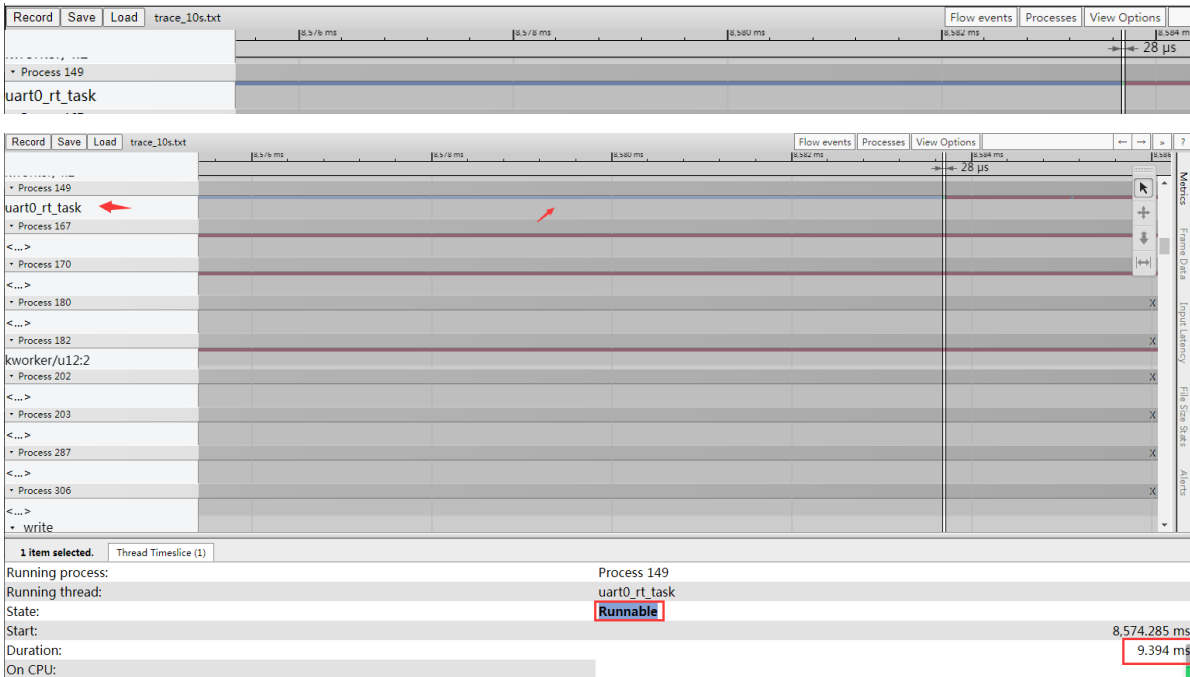 Record Save Load trace_10s.txt Flow events Processes View Options
8,576 ms 8,578 ms 8,580 ms 8,582 ms 8,584 m
28 µs
Process 149
uart0_rt_task
Record Save Load trace_10s.txt Flow events Processes View Options ← → » ?
8,576 ms 8,578 ms 8,580 ms 8,582 ms 8,584 ms 8,586
28 µs
Process 149
uart0_rt_task
Process 167
<...>
Process 170
<...>
Process 180 X
<...>
Process 182 X
kworker/u12:2
Process 202 X
<...>
Process 203 X
<...>
Process 287 X
<...>
Process 306 X
<...>
write
Metrics
Frame Data
Input Latency
File Size Stats
Alerts
1 item selected. Thread Timeslice (1)
Running process: Process 149
Running thread: uart0_rt_task
State: Runnable
Start: 8,574.285 ms
Duration: 9.394 ms
On CPU: